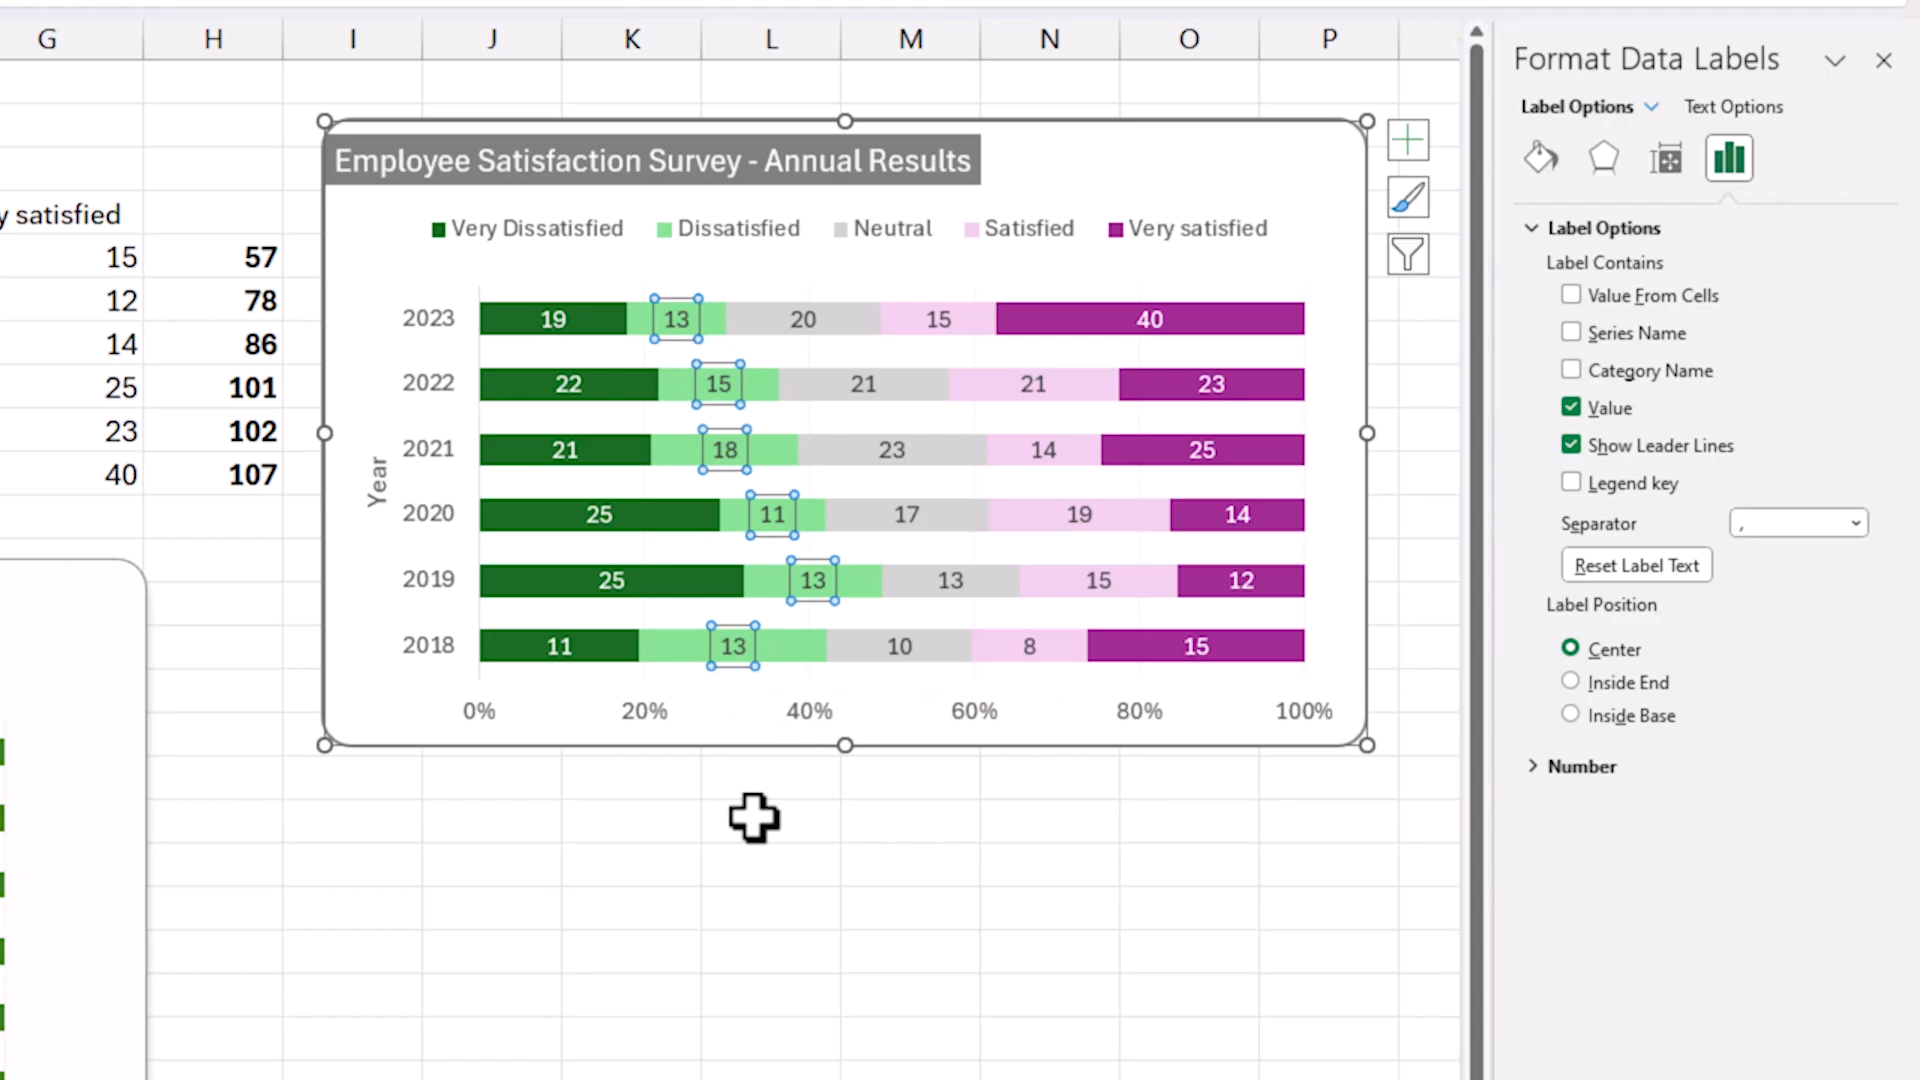 G H I J K L M N O P
y satisfied
15 57
12 78
14 86
25 101
23 102
40 107
Employee Satisfaction Survey - Annual Results
Very Dissatisfied Dissatisfied Neutral Satisfied Very satisfied
Year
2023 19 13 20 15 40
2022 22 15 21 21 23
2021 21 18 23 14 25
2020 25 11 17 19 14
2019 25 13 13 15 12
2018 11 13 10 8 15
0% 20% 40% 60% 80% 100%
Format Data Labels
Label Options Text Options
Label Options
Label Contains
Value From Cells
Series Name
Category Name
Value
Show Leader Lines
Legend key
Separator ,
Reset Label Text
Label Position
Center
Inside End
Inside Base
Number